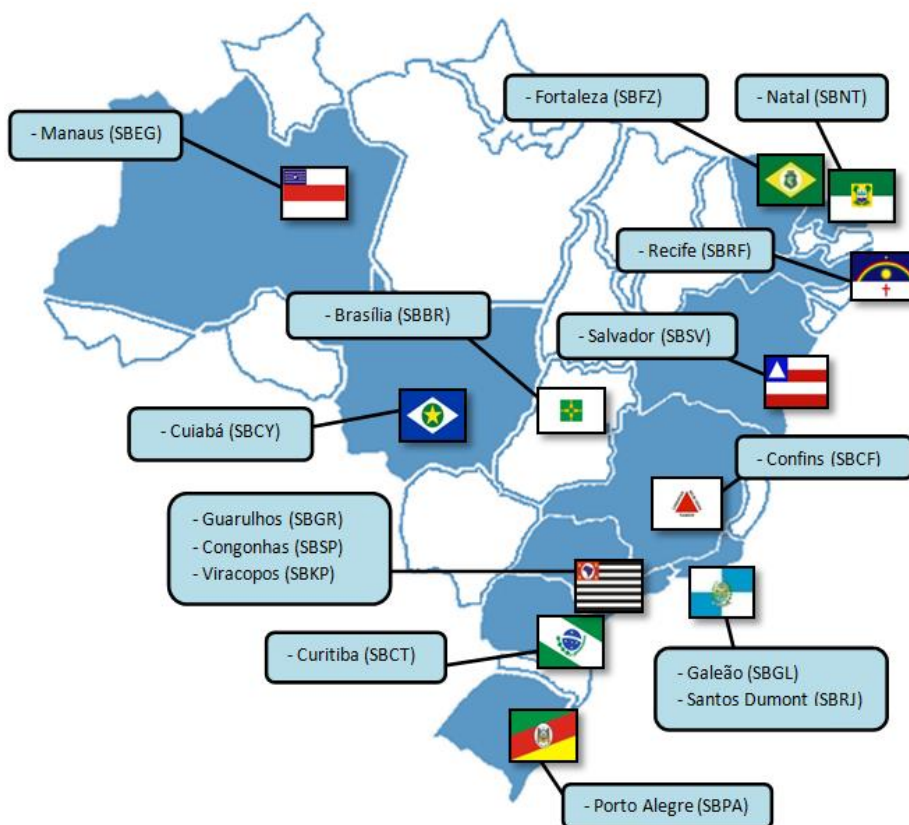 - Fortaleza (SBFZ)
- Natal (SBNT)
- Manaus (SBEG)
- Recife (SBRF)
- Brasília (SBBR)
- Salvador (SBSV)
- Cuiabá (SBCY)
- Confins (SBCF)
- Guarulhos (SBGR)
- Congonhas (SBSP)
- Viracopos (SBKP)
- Curitiba (SBCT)
- Galeão (SBGL)
- Santos Dumont (SBRJ)
- Porto Alegre (SBPA)